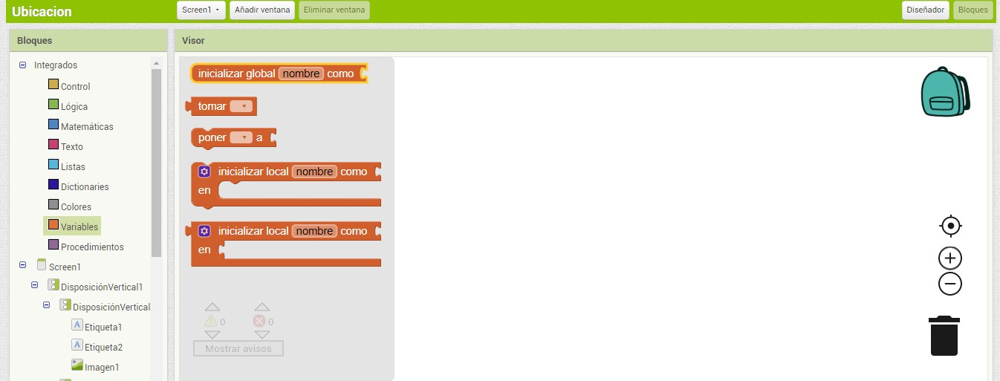 Ubicacion
Screen1
Añadir ventana
Eliminar ventana
Diseñador
Bloques
Bloques
Integrados
Control
Lógica
Matemáticas
Texto
Listas
Dictionaries
Colores
Variables
Procedimientos
Screen1
DisposiciónVertical1
DisposiciónVertical
A Etiqueta1
A Etiqueta2
Imagen1
Visor
inicializar global nombre como
tomar
poner a
inicializar local nombre como
en
inicializar local nombre como
en
0 0
Mostrar avisos